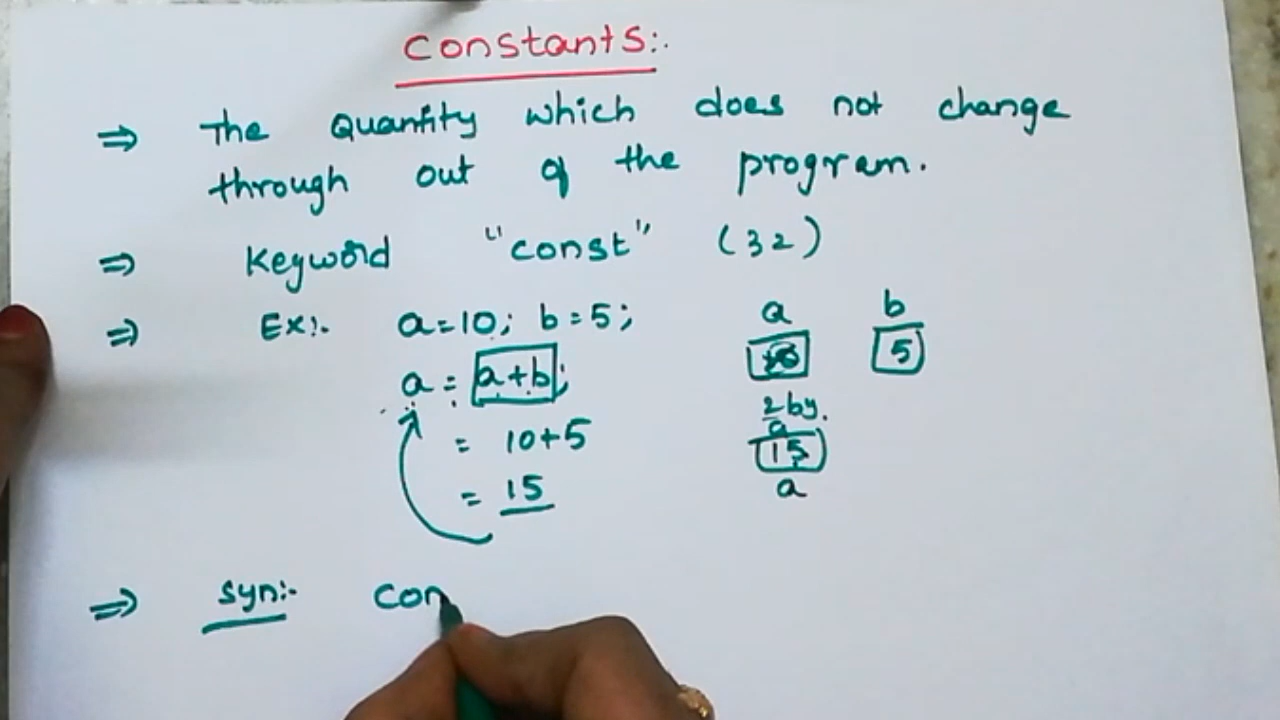 Constants:.
⇒ The Quantity which does not change
through out of the program.
⇒ Keyword "const" (32)
⇒ Ex:. a=10; b=5;
a = a+b;
= 10+5
= 15
a b
5
2by.
a
15
a
⇒ syn:. con